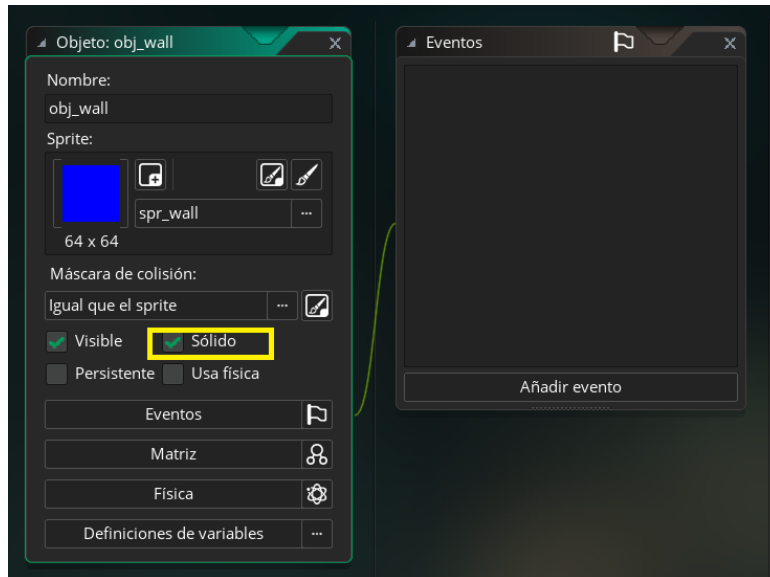 Objeto: obj_wall
Nombre:
obj_wall
Sprite:
spr_wall
64 x 64
Máscara de colisión:
Igual que el sprite
Visible
Sólido
Persistente
Usa física
Eventos
Matriz
Física
Definiciones de variables
Eventos
Añadir evento